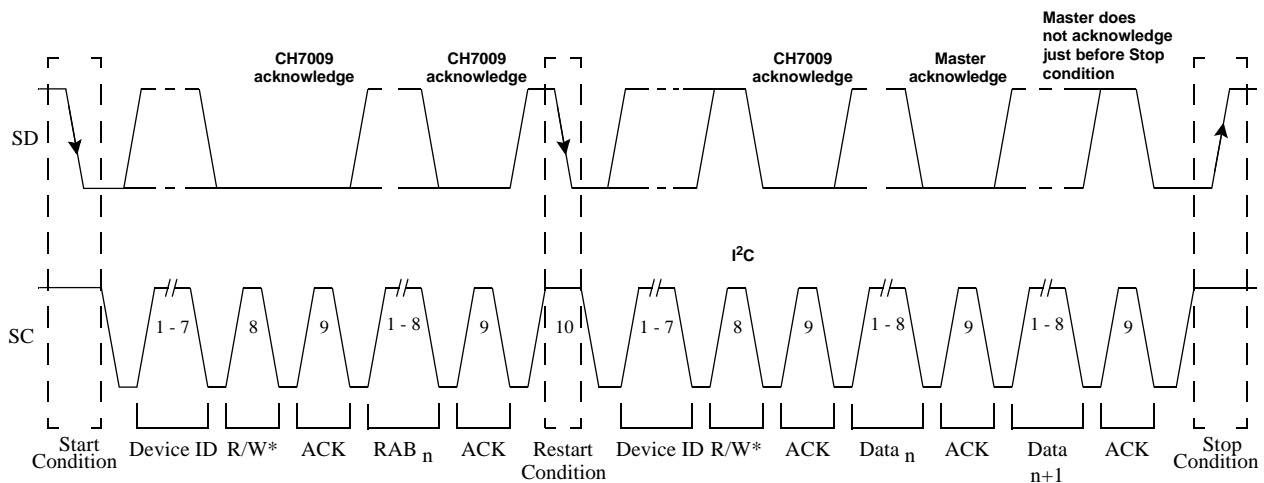 Master does
not acknowledge
just before Stop
condition
CH7009
acknowledge
CH7009
acknowledge
CH7009
acknowledge
Master
acknowledge
SD
I²C
SC
1 - 7
8
9
1 - 8
9
10
1 - 7
8
9
1 - 8
9
1 - 8
9
Start
Condition
Device ID
R/W*
ACK
RAB n
ACK
Restart
Condition
Device ID
R/W*
ACK
Data n
ACK
Data
n+1
ACK
Stop
Condition